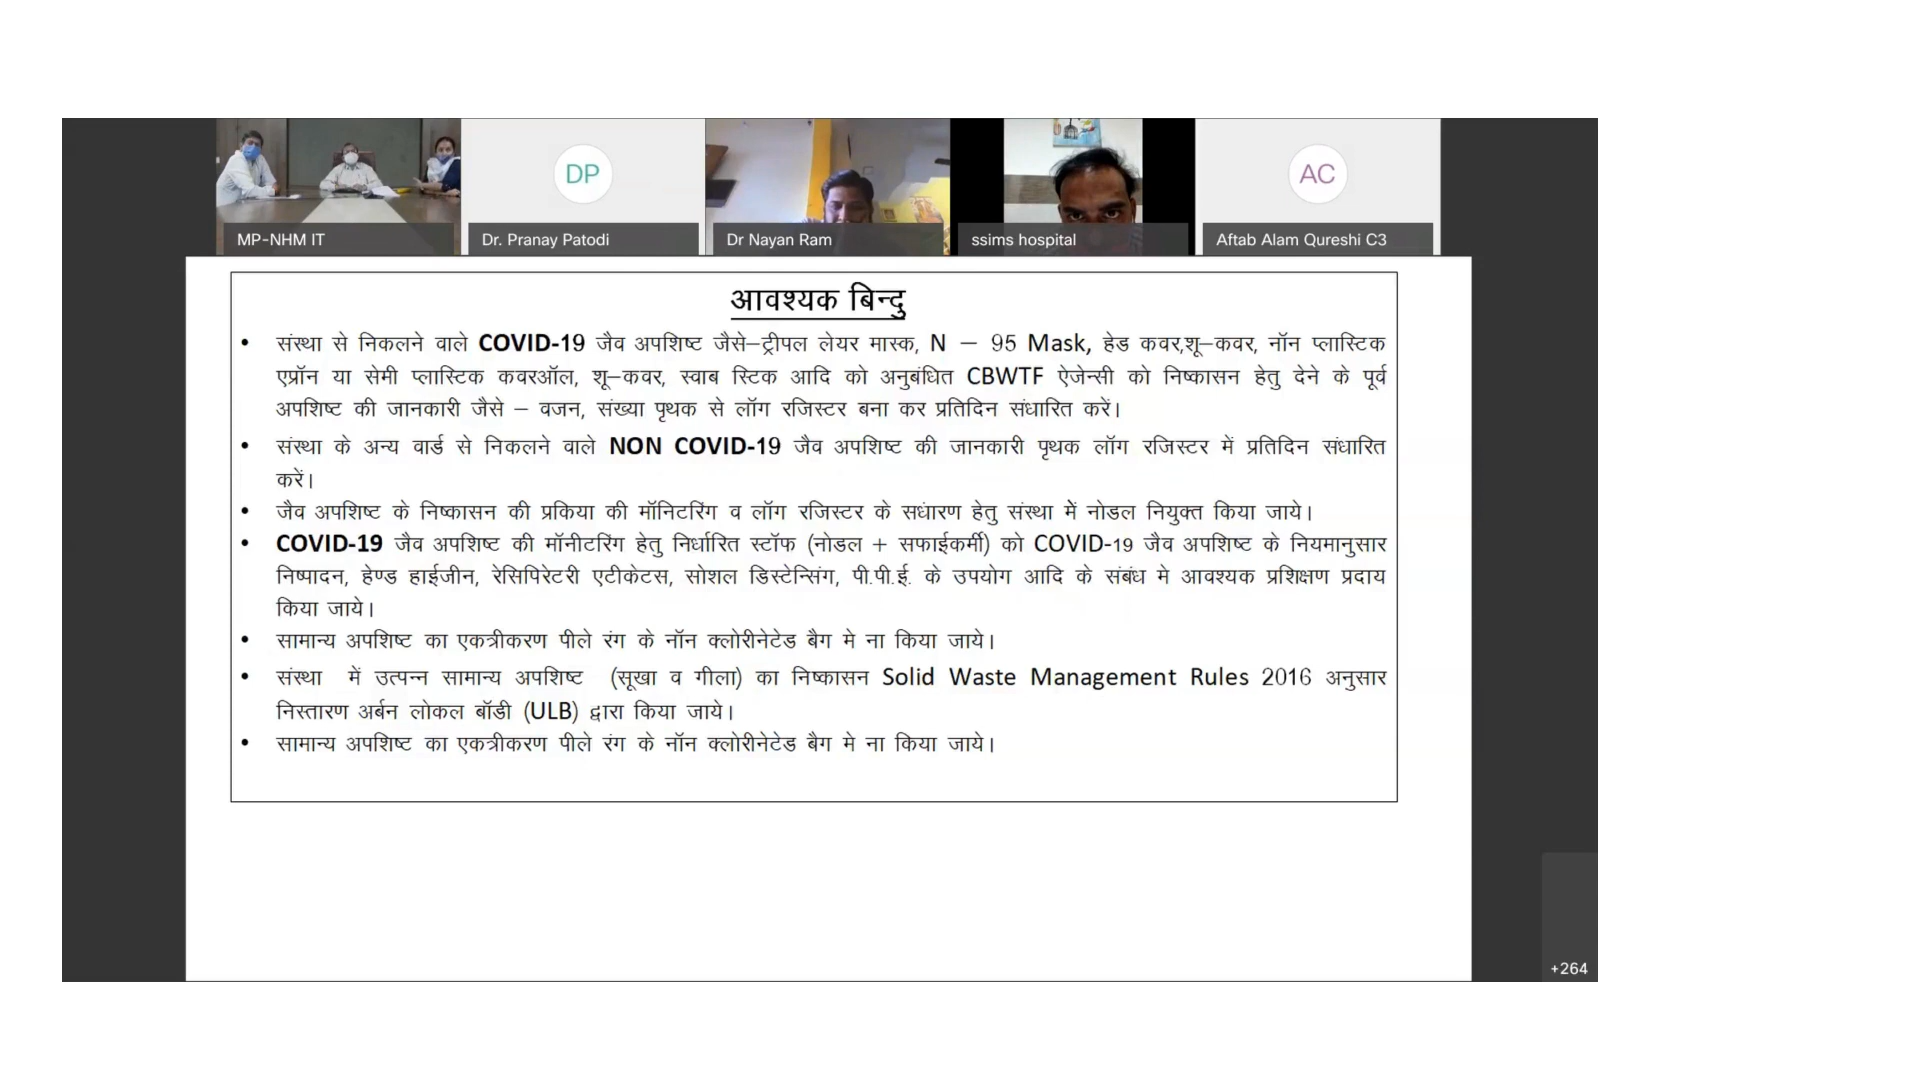 DP
AC
MP-NHM IT
Dr. Pranay Patodi
Dr Nayan Ram
ssims hospital
Aftab Alam Qureshi C3
आवश्यक बिन्दु
• संस्था से निकलने वाले COVID-19 जैव अपशिष्ट जैसे–ट्रीपल लेयर मास्क, N – 95 Mask, हेड कवर,शू–कवर, नॉन प्लास्टिक
एप्रॉन या सेमी प्लास्टिक कवरऑल, शू–कवर, स्वाब स्टिक आदि को अनुबंधित CBWTF ऐजेन्सी को निष्कासन हेतु देने के पूर्व
अपशिष्ट की जानकारी जैसे – वजन, संख्या पृथक से लॉग रजिस्टर बना कर प्रतिदिन संधारित करें।
• संस्था के अन्य वार्ड से निकलने वाले NON COVID-19 जैव अपशिष्ट की जानकारी पृथक लॉग रजिस्टर में प्रतिदिन संधारित
करें।
• जैव अपशिष्ट के निष्कासन की प्रकिया की मॉनिटरिंग व लॉग रजिस्टर के सधांरण हेतु संस्था में नोडल नियुक्त किया जाये।
• COVID-19 जैव अपशिष्ट की मॉनीटरिंग हेतु निर्धारित स्टॉफ (नोडल + सफाईकर्मी) को COVID-19 जैव अपशिष्ट के नियमानुसार
निष्पादन, हेण्ड हाईजीन, रेसिपिरेटरी एटीकेटस, सोशल डिस्टेन्सिंग, पी.पी.ई. के उपयोग आदि के संबंध मे आवश्यक प्रशिक्षण प्रदाय
किया जाये।
• सामान्य अपशिष्ट का एकत्रीकरण पीले रंग के नॉन क्लोरीनेटेड बैग मे ना किया जाये।
• संस्था में उत्पन्न सामान्य अपशिष्ट (सूखा व गीला) का निष्कासन Solid Waste Management Rules 2016 अनुसार
निस्तारण अर्बन लोकल बॉडी (ULB) द्वारा किया जाये।
• सामान्य अपशिष्ट का एकत्रीकरण पीले रंग के नॉन क्लोरीनेटेड बैग मे ना किया जाये।
+264